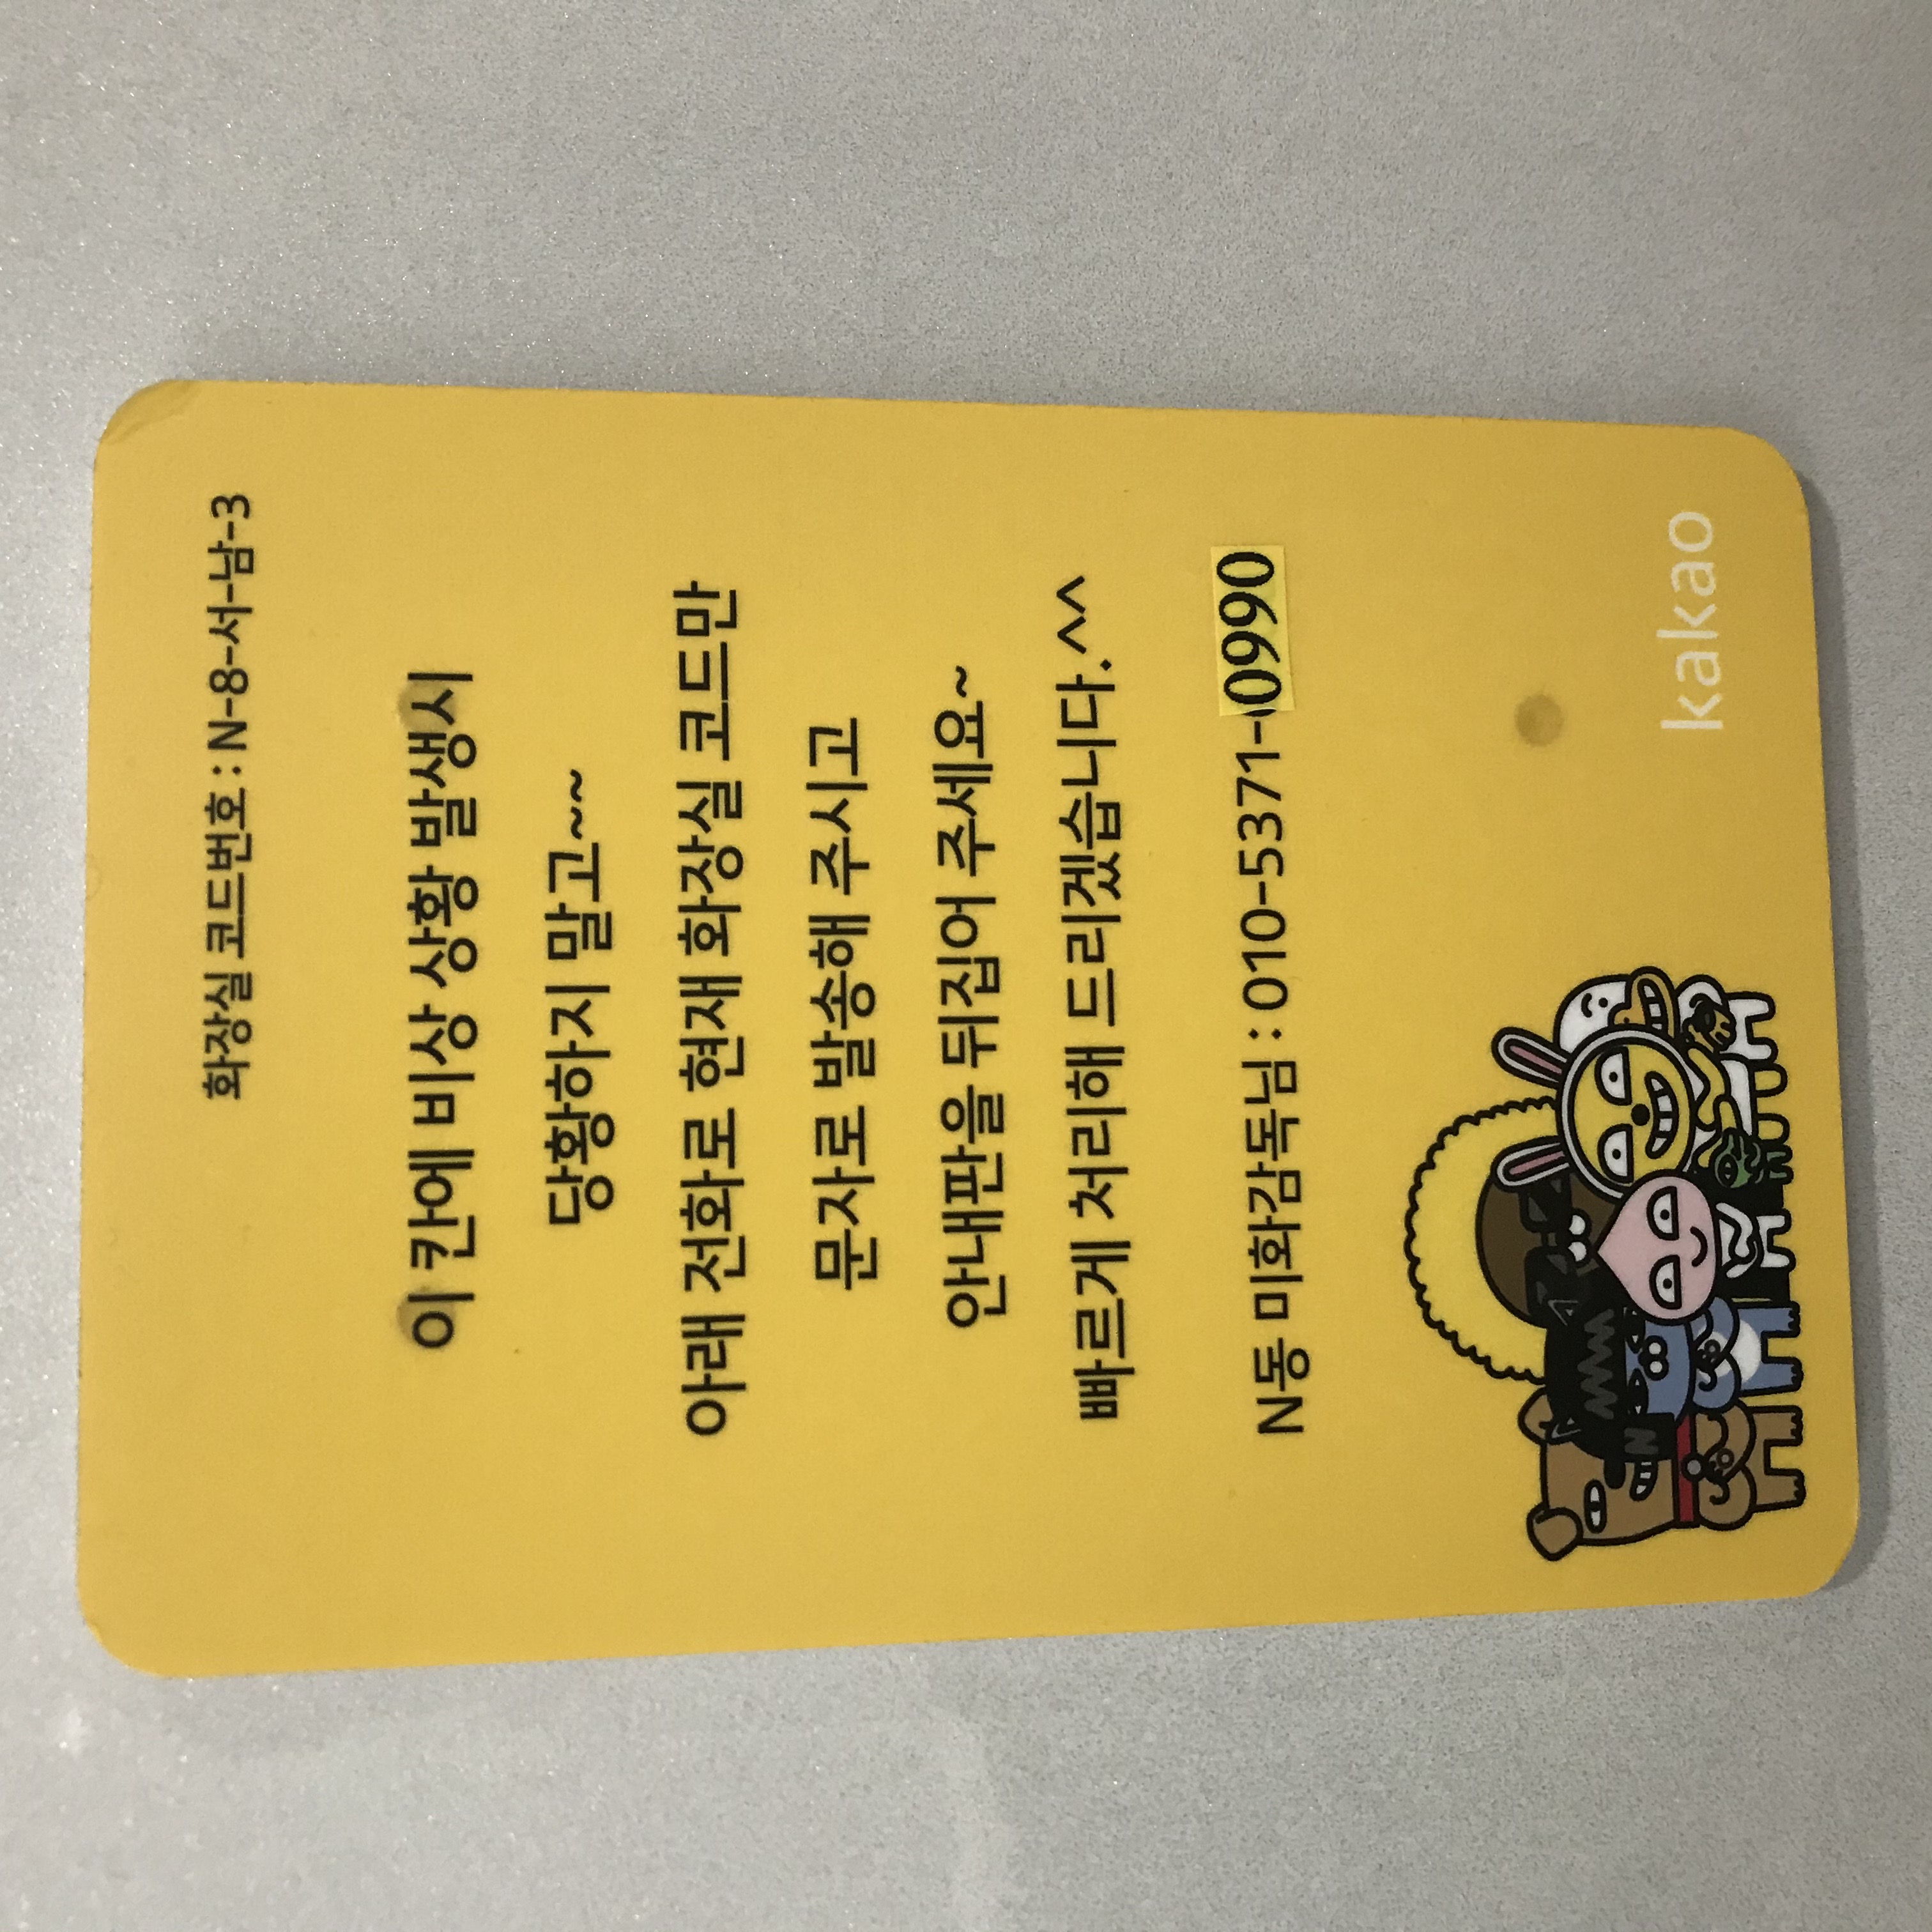 화장실 코드번호 : N-8-서-남-3
이 칸에 비상 상황 발생시
당황하지 말고~~
아래 전화로 현재 화장실 코드만
문자로 발송해 주시고
안내판을 뒤집어 주세요~
빠르게 처리해 드리겠습니다.^^
N동 미화감독님 : 010-5371-0990
kakao